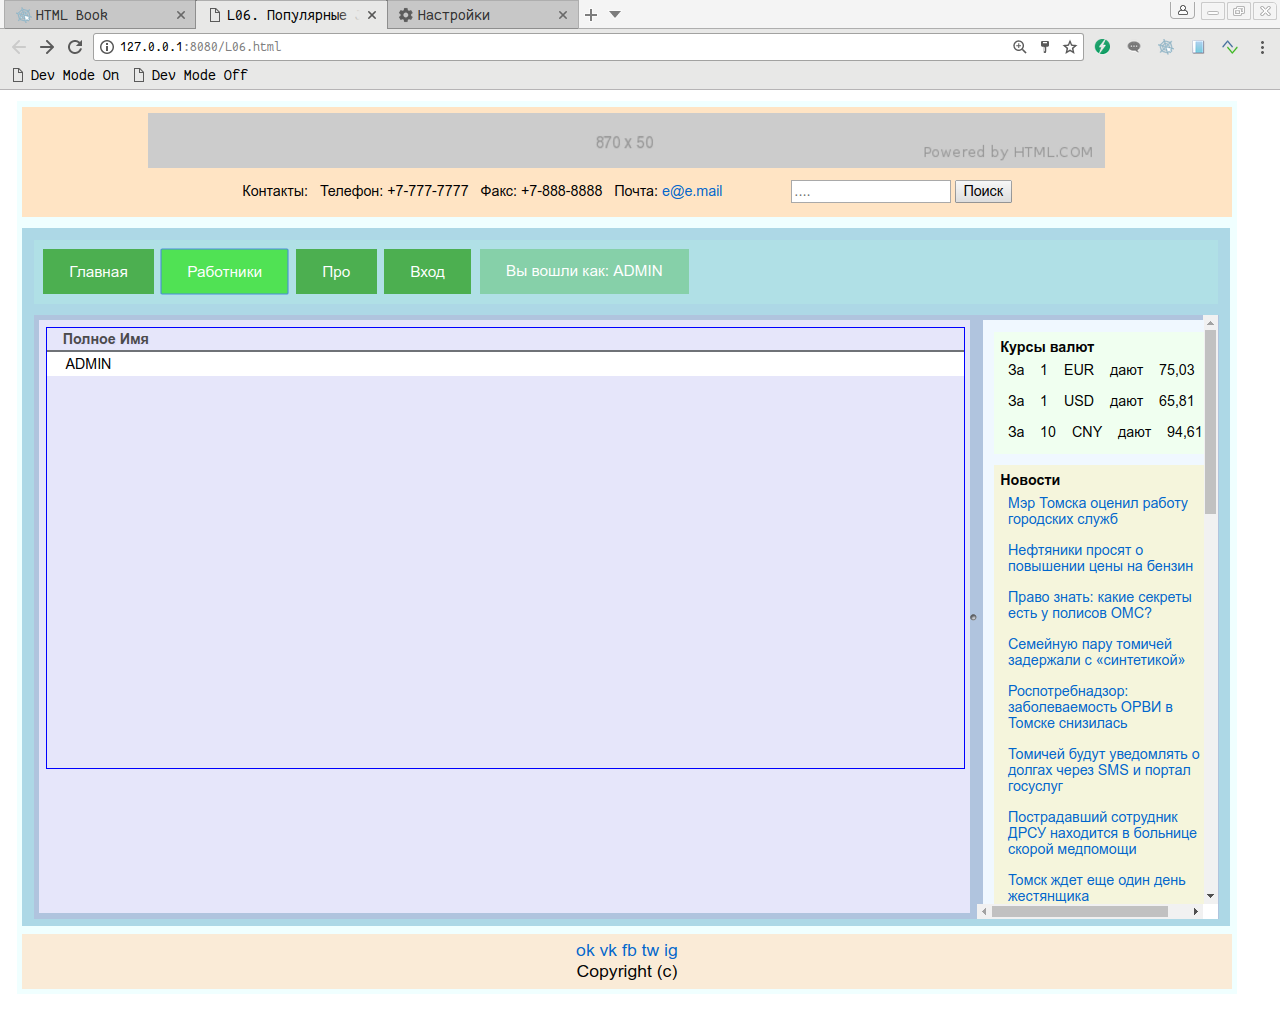 HTML Book
L06. Популярные
Настройки
127.0.0.1:8080/L06.html
Dev Mode On Dev Mode Off
870 x 50
Powered by HTML.COM
Контакты: Телефон: +7-777-7777 Факс: +7-888-8888 Почта: e@e.mail .... Поиск
Главная Работники Про Вход Вы вошли как: ADMIN
Полное Имя
ADMIN
Курсы валют
За 1 EUR дают 75,03
За 1 USD дают 65,81
За 10 CNY дают 94,61
Новости
Мэр Томска оценил работу
городских служб
Нефтяники просят о
повышении цены на бензин
Право знать: какие секреты
есть у полисов ОМС?
Семейную пару томичей
задержали с «синтетикой»
Роспотребнадзор:
заболеваемость ОРВИ в
Томске снизилась
Томичей будут уведомлять о
долгах через SMS и портал
госуслуг
Пострадавший сотрудник
ДРСУ находится в больнице
скорой медпомощи
Томск ждет еще один день
жестянщика
ok vk fb tw ig
Copyright (c)